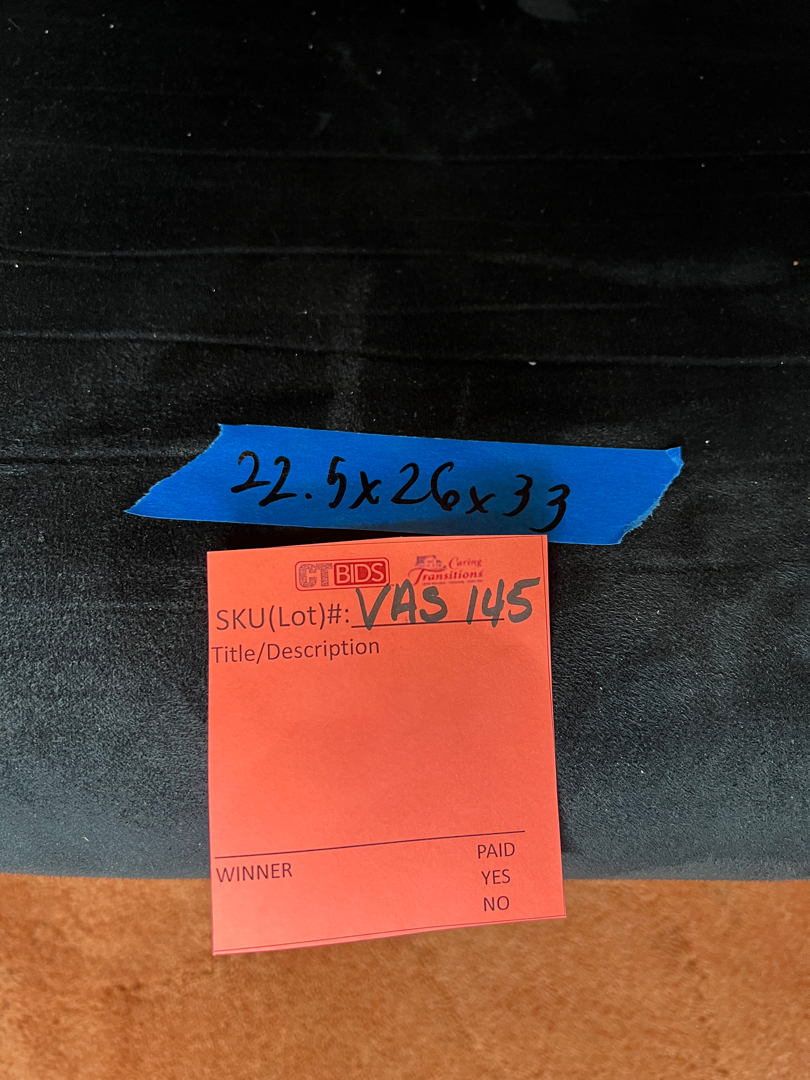 22.5x26x33
CTBIDS
Caring
Transitions
SKU(Lot)#: VAS 145
Title/Description
WINNER
PAID
YES
NO